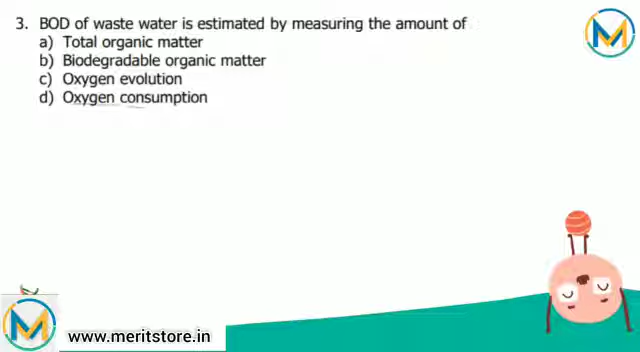 3. BOD of waste water is estimated by measuring the amount of
a) Total organic matter
b) Biodegradable organic matter
c) Oxygen evolution
d) Oxygen consumption
www.meritstore.in